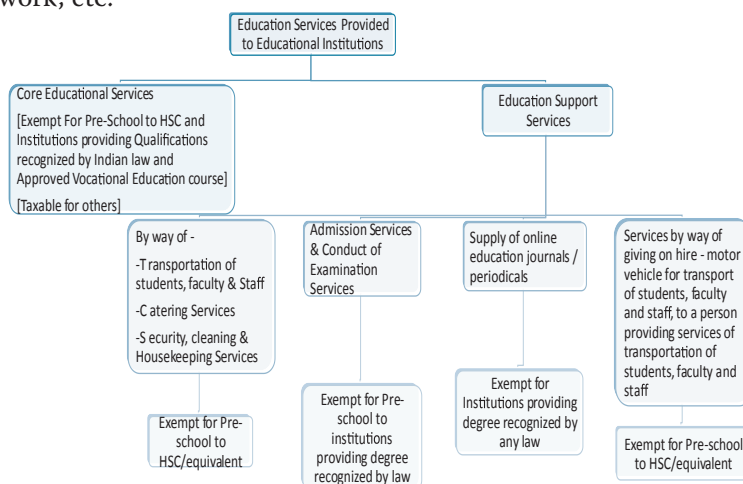 work, etc.
Education Services Provided
to Educational Institutions
Core Educational Services
[Exempt For Pre-School to HSC and
Institutions providing Qualifications
recognized by Indian law and
Approved Vocational Education course]
[Taxable for others]
Education Support
Services
By way of -
-T ransportation of
students, faculty & Staff
-C atering Services
-S ecurity, cleaning &
Housekeeping Services
Admission Services
& Conduct of
Examination
Services
Supply of online
education journals /
periodicals
Services by way of
giving on hire - motor
vehicle for transport
of students, faculty
and staff, to a person
providing services of
transportation of
students, faculty and
staff
Exempt for Pre-
school to
HSC/equivalent
Exempt for Pre-
school to
institutions
providing degree
recognized by law
Exempt for
Institutions providing
degree recognized by
any law
Exempt for Pre-school
to HSC/equivalent